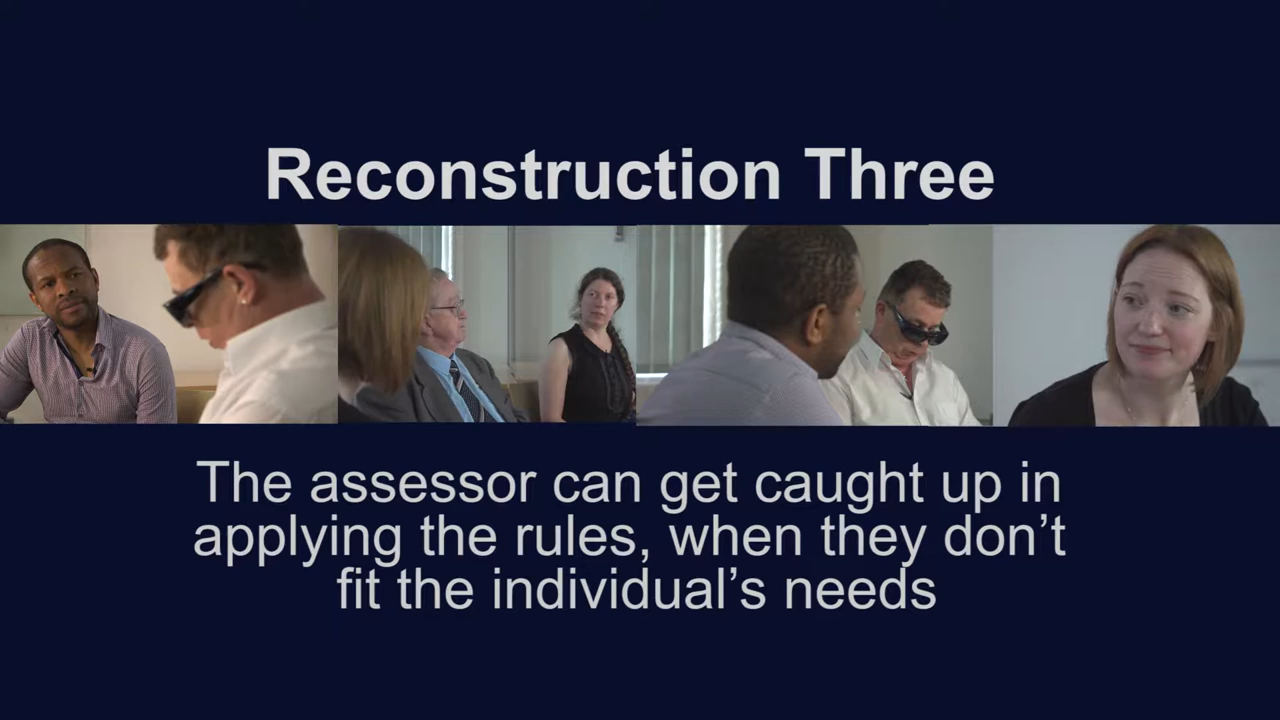 Reconstruction Three
The assessor can get caught up in
applying the rules, when they don’t
fit the individual’s needs